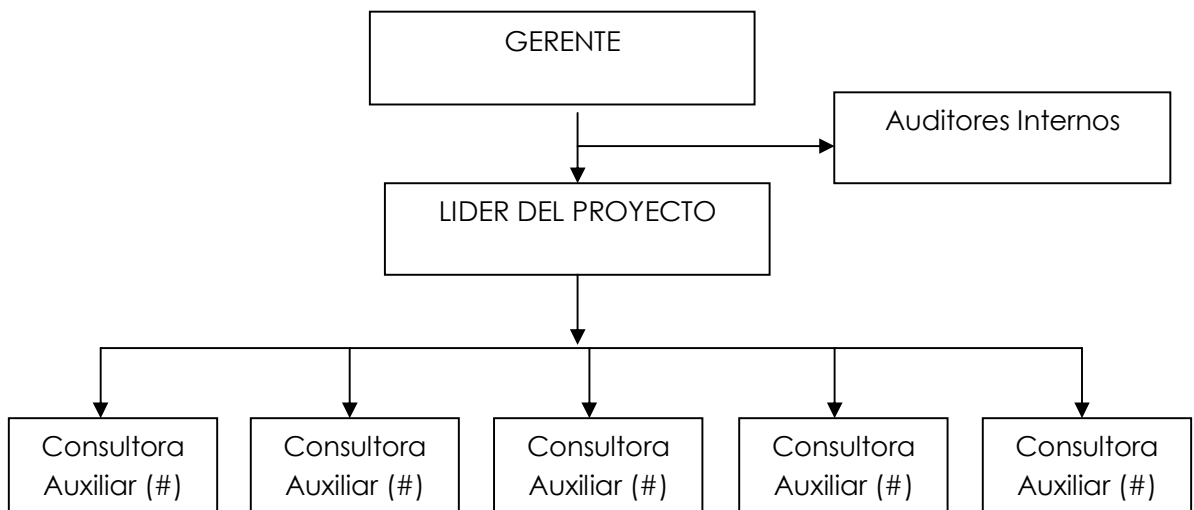 GERENTE
Auditores Internos
LIDER DEL PROYECTO
Consultora
Auxiliar (#)
Consultora
Auxiliar (#)
Consultora
Auxiliar (#)
Consultora
Auxiliar (#)
Consultora
Auxiliar (#)